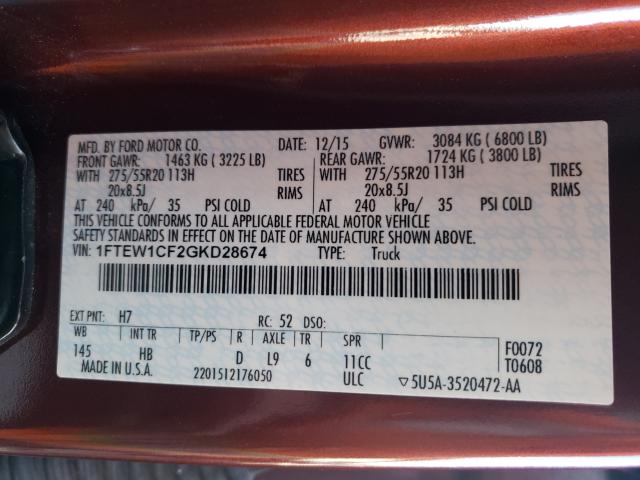 MFD. BY FORD MOTOR CO. DATE: 12/15 GVWR: 3084 KG ( 6800 LB)
FRONT GAWR: 1463 KG ( 3225 LB) REAR GAWR: 1724 KG ( 3800 LB)
WITH 275/55R20 113H TIRES WITH 275/55R20 113H TIRES
20x8.5J RIMS 20x8.5J RIMS
AT 240 kPa/ 35 PSI COLD AT 240 kPa/ 35 PSI COLD
THIS VEHICLE CONFORMS TO ALL APPLICABLE FEDERAL MOTOR VEHICLE
SAFETY STANDARDS IN EFFECT ON THE DATE OF MANUFACTURE SHOWN ABOVE.
VIN: 1FTEW1CF2GKD28674 TYPE: Truck
EXT PNT: H7 RC: 52 DSO:
WB INT TR TP/PS R AXLE TR SPR F0072
145 HB D L9 6 11CC T0608
MADE IN U.S.A. 2201512176050 ULC ▽5U5A-3520472-AA